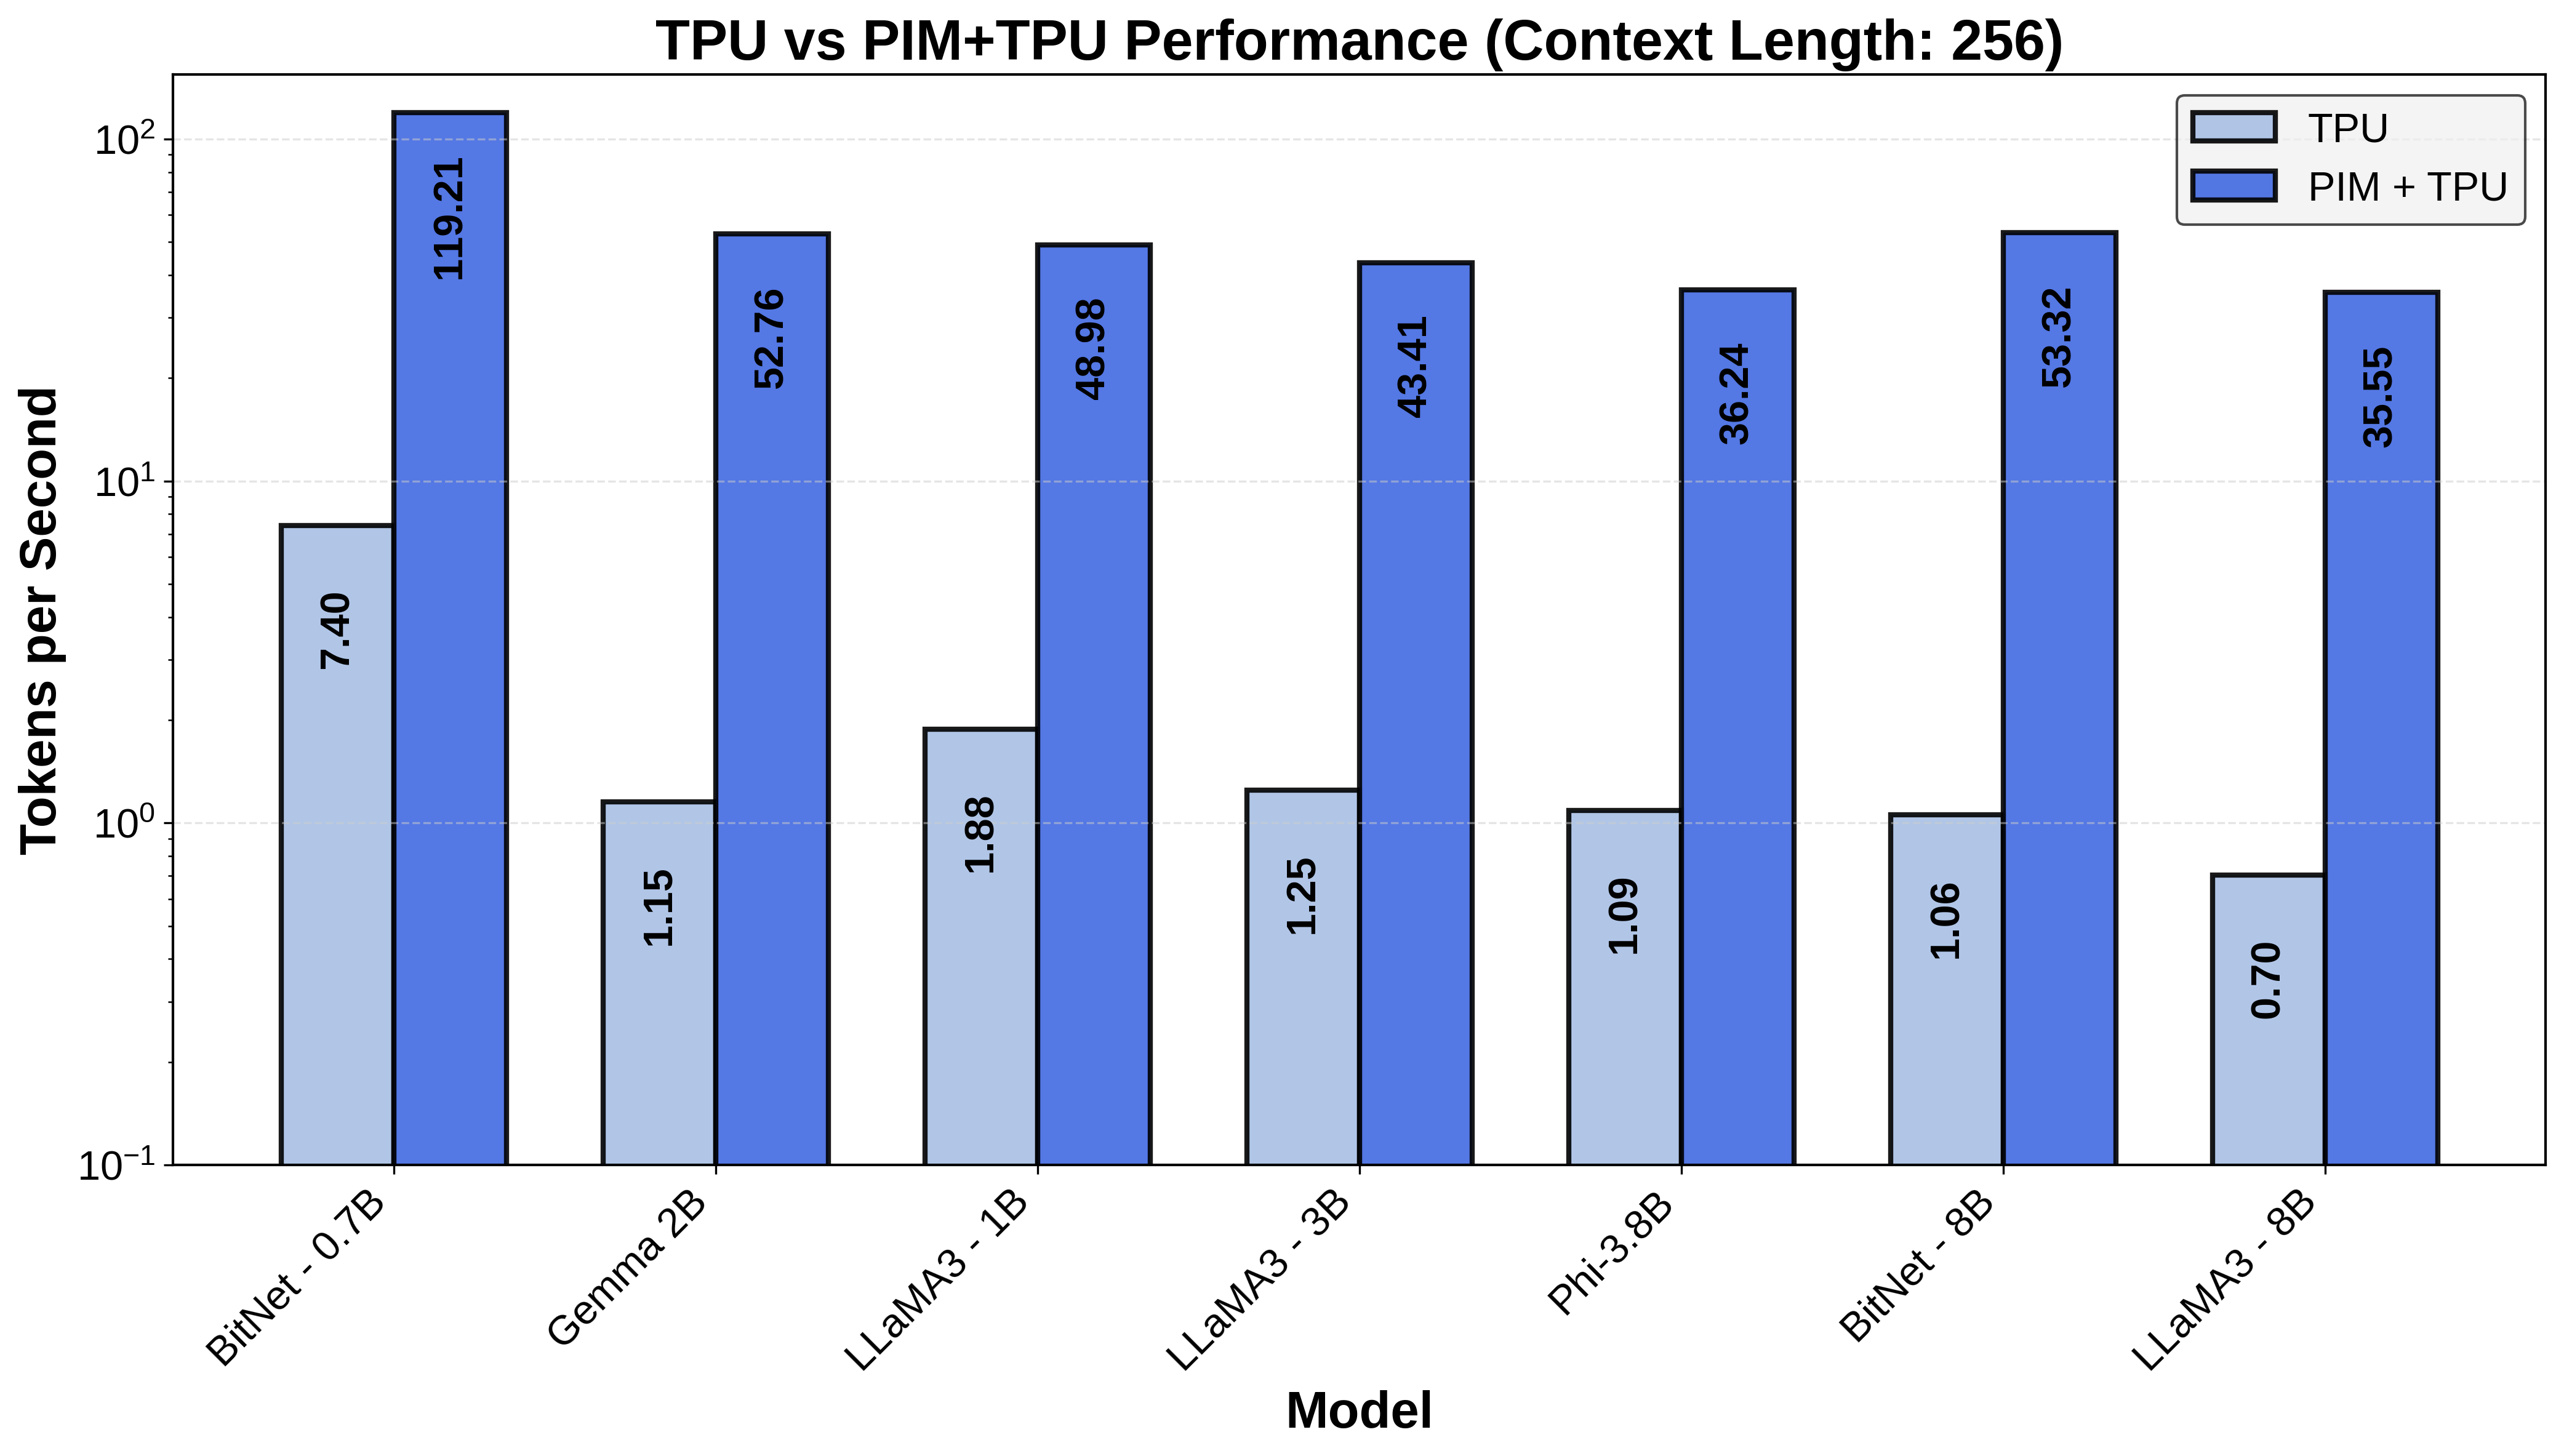 TPU vs PIM+TPU Performance (Context Length: 256)
TPU
PIM + TPU
Tokens per Second
10²
10¹
10⁰
10⁻¹
7.40
119.21
1.15
52.76
1.88
48.98
1.25
43.41
1.09
36.24
1.06
53.32
0.70
35.55
BitNet - 0.7B
Gemma 2B
LLaMA3 - 1B
LLaMA3 - 3B
Phi-3.8B
BitNet - 8B
LLaMA3 - 8B
Model